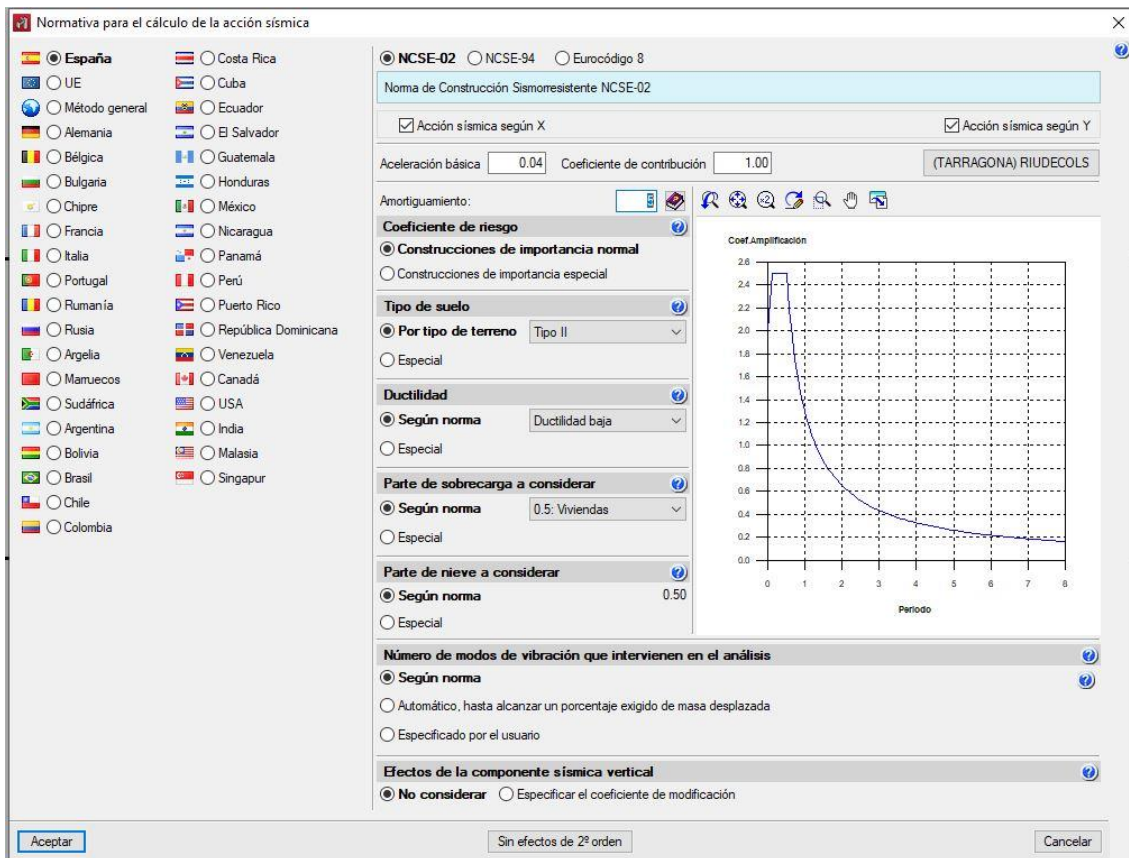 Normativa para el cálculo de la acción sísmica
España
UE
Método general
Alemania
Bélgica
Bulgaria
Chipre
Francia
Italia
Portugal
Rumanía
Rusia
Argelia
Marruecos
Sudáfrica
Argentina
Bolivia
Brasil
Chile
Colombia
Costa Rica
Cuba
Ecuador
El Salvador
Guatemala
Honduras
México
Nicaragua
Panamá
Perú
Puerto Rico
República Dominicana
Venezuela
Canadá
USA
India
Malasia
Singapur
NCSE-02 NCSE-94 Eurocódigo 8
Norma de Construcción Sismorresistente NCSE-02
Acción sísmica según X Acción sísmica según Y
Aceleración básica 0.04 Coeficiente de contribución 1.00 (TARRAGONA) RIUDECOLS
Amortiguamiento:
Coeficiente de riesgo
Construcciones de importancia normal
Construcciones de importancia especial
Tipo de suelo
Por tipo de terreno Tipo II
Especial
Ductilidad
Según norma Ductilidad baja
Especial
Parte de sobrecarga a considerar
Según norma 0.5: Viviendas
Especial
Parte de nieve a considerar
Según norma 0.50
Especial
x2
Coef.Amplificación
2.6
2.4
2.2
2.0
1.8
1.6
1.4
1.2
1.0
0.8
0.6
0.4
0.2
0.0
0 1 2 3 4 5 6 7 8
Periodo
Número de modos de vibración que intervienen en el análisis
Según norma
Automático, hasta alcanzar un porcentaje exigido de masa desplazada
Especificado por el usuario
Efectos de la componente sísmica vertical
No considerar Especificar el coeficiente de modificación
Aceptar Sin efectos de 2º orden Cancelar